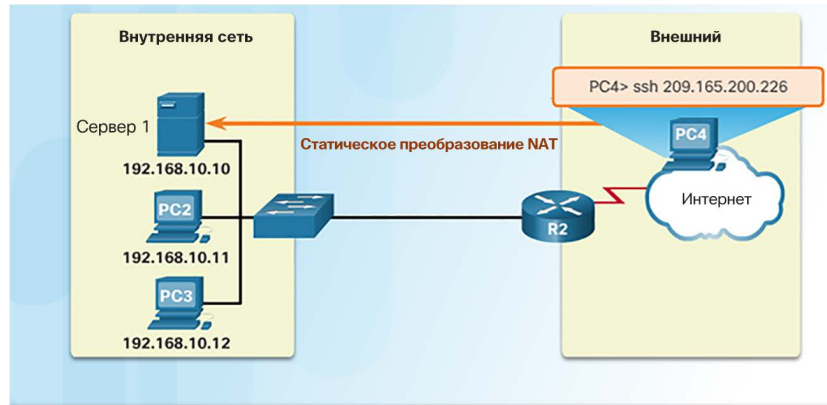 Внутренняя сеть
Внешний
PC4> ssh 209.165.200.226
Сервер 1
PC4
Статическое преобразование NAT
192.168.10.10
Интернет
PC2
R2
192.168.10.11
PC3
192.168.10.12